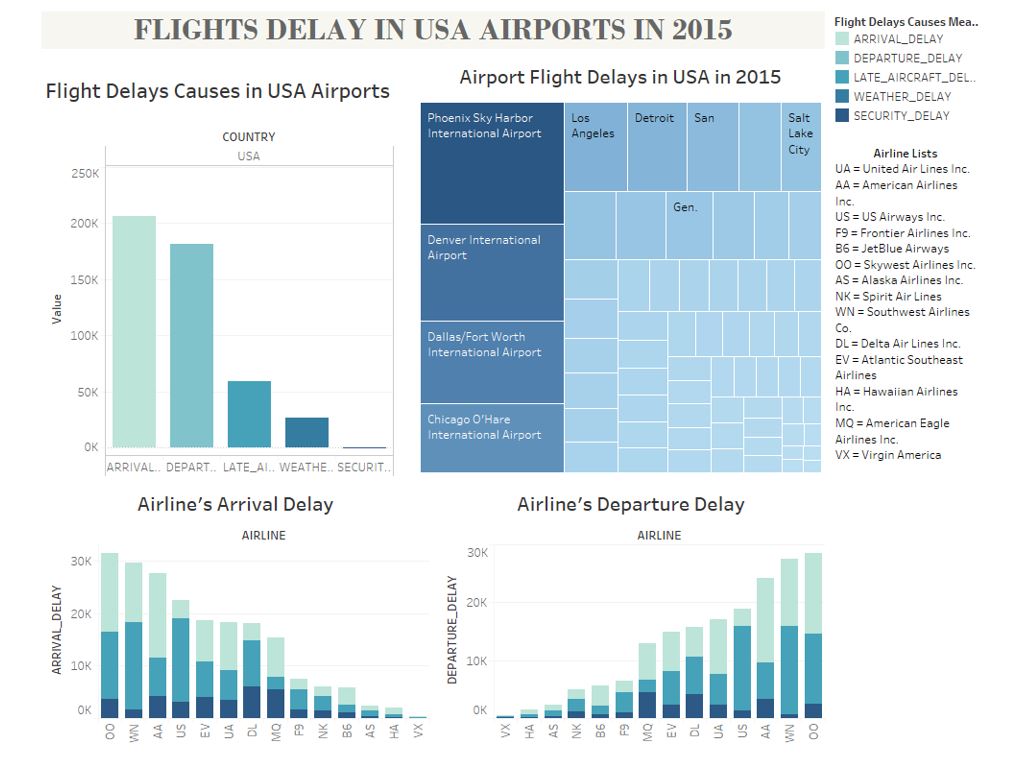 FLIGHTS DELAY IN USA AIRPORTS IN 2015
Flight Delays Causes Mea..
ARRIVAL_DELAY
DEPARTURE_DELAY
LATE_AIRCRAFT_DEL..
WEATHER_DELAY
SECURITY_DELAY
Airline Lists
UA = United Air Lines Inc.
AA = American Airlines
Inc.
US = US Airways Inc.
F9 = Frontier Airlines Inc.
B6 = JetBlue Airways
OO = Skywest Airlines Inc.
AS = Alaska Airlines Inc.
NK = Spirit Air Lines
WN = Southwest Airlines
Co.
DL = Delta Air Lines Inc.
EV = Atlantic Southeast
Airlines
HA = Hawaiian Airlines
Inc.
MQ = American Eagle
Airlines Inc.
VX = Virgin America
Flight Delays Causes in USA Airports
COUNTRY
USA
Value
250K
200K
150K
100K
50K
0K
ARRIVAL.. DEPART.. LATE_AI.. WEATHE.. SECURIT..
Airport Flight Delays in USA in 2015
Phoenix Sky Harbor
International Airport
Denver International
Airport
Dallas/Fort Worth
International Airport
Chicago O'Hare
International Airport
Los
Angeles
Detroit
San
Salt
Lake
City
Gen.
Airline's Arrival Delay
AIRLINE
ARRIVAL_DELAY
30K
20K
10K
0K
OO WN AA US EV UA DL MQ F9 NK B6 AS HA VX
Airline's Departure Delay
AIRLINE
DEPARTURE_DELAY
30K
20K
10K
0K
VX HA AS NK B6 F9 MQ EV DL UA US AA WN OO